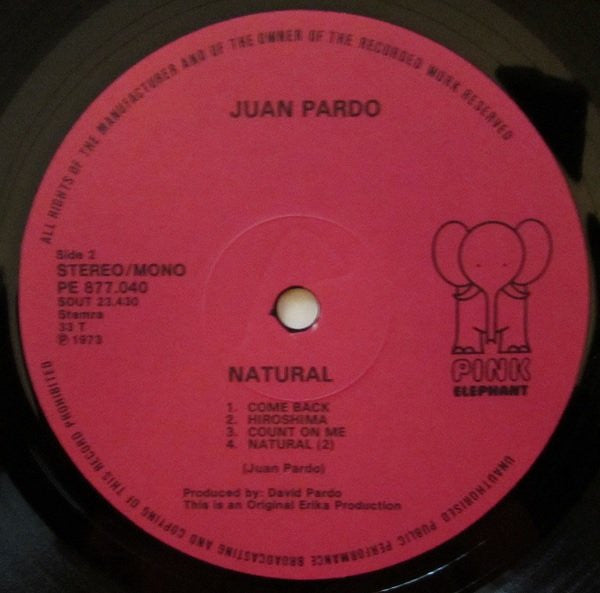 ALL RIGHTS OF THE MANUFACTURER AND OF THE OWNER OF THE RECORDED WORK RESERVED
JUAN PARDO
Side 2
STEREO/MONO
PE 877.040
SOUT 23.430
Stemra
33 T
℗ 1973
PINK
ELEPHANT
NATURAL
1. COME BACK
2. HIROSHIMA
3. COUNT ON ME
4. NATURAL (2)
(Juan Pardo)
Produced by: David Pardo
This is an Original Erika Production
UNAUTHORISED PUBLIC PERFORMANCE BROADCASTING AND COPYING OF THIS RECORD PROHIBITED